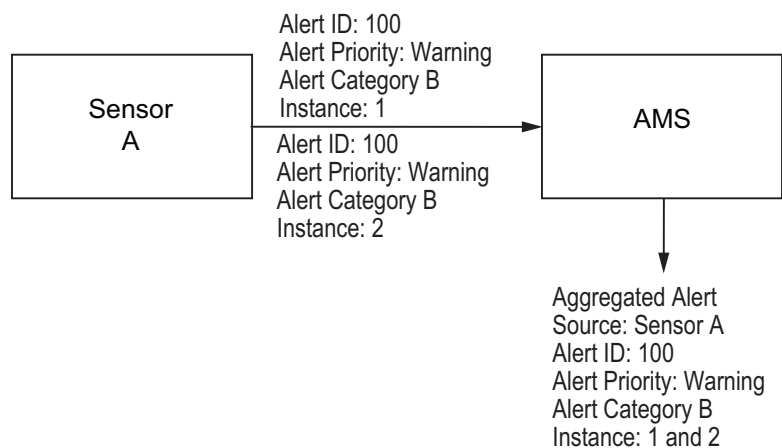 Sensor
A
Alert ID: 100
Alert Priority: Warning
Alert Category B
Instance: 1
Alert ID: 100
Alert Priority: Warning
Alert Category B
Instance: 2
AMS
Aggregated Alert
Source: Sensor A
Alert ID: 100
Alert Priority: Warning
Alert Category B
Instance: 1 and 2